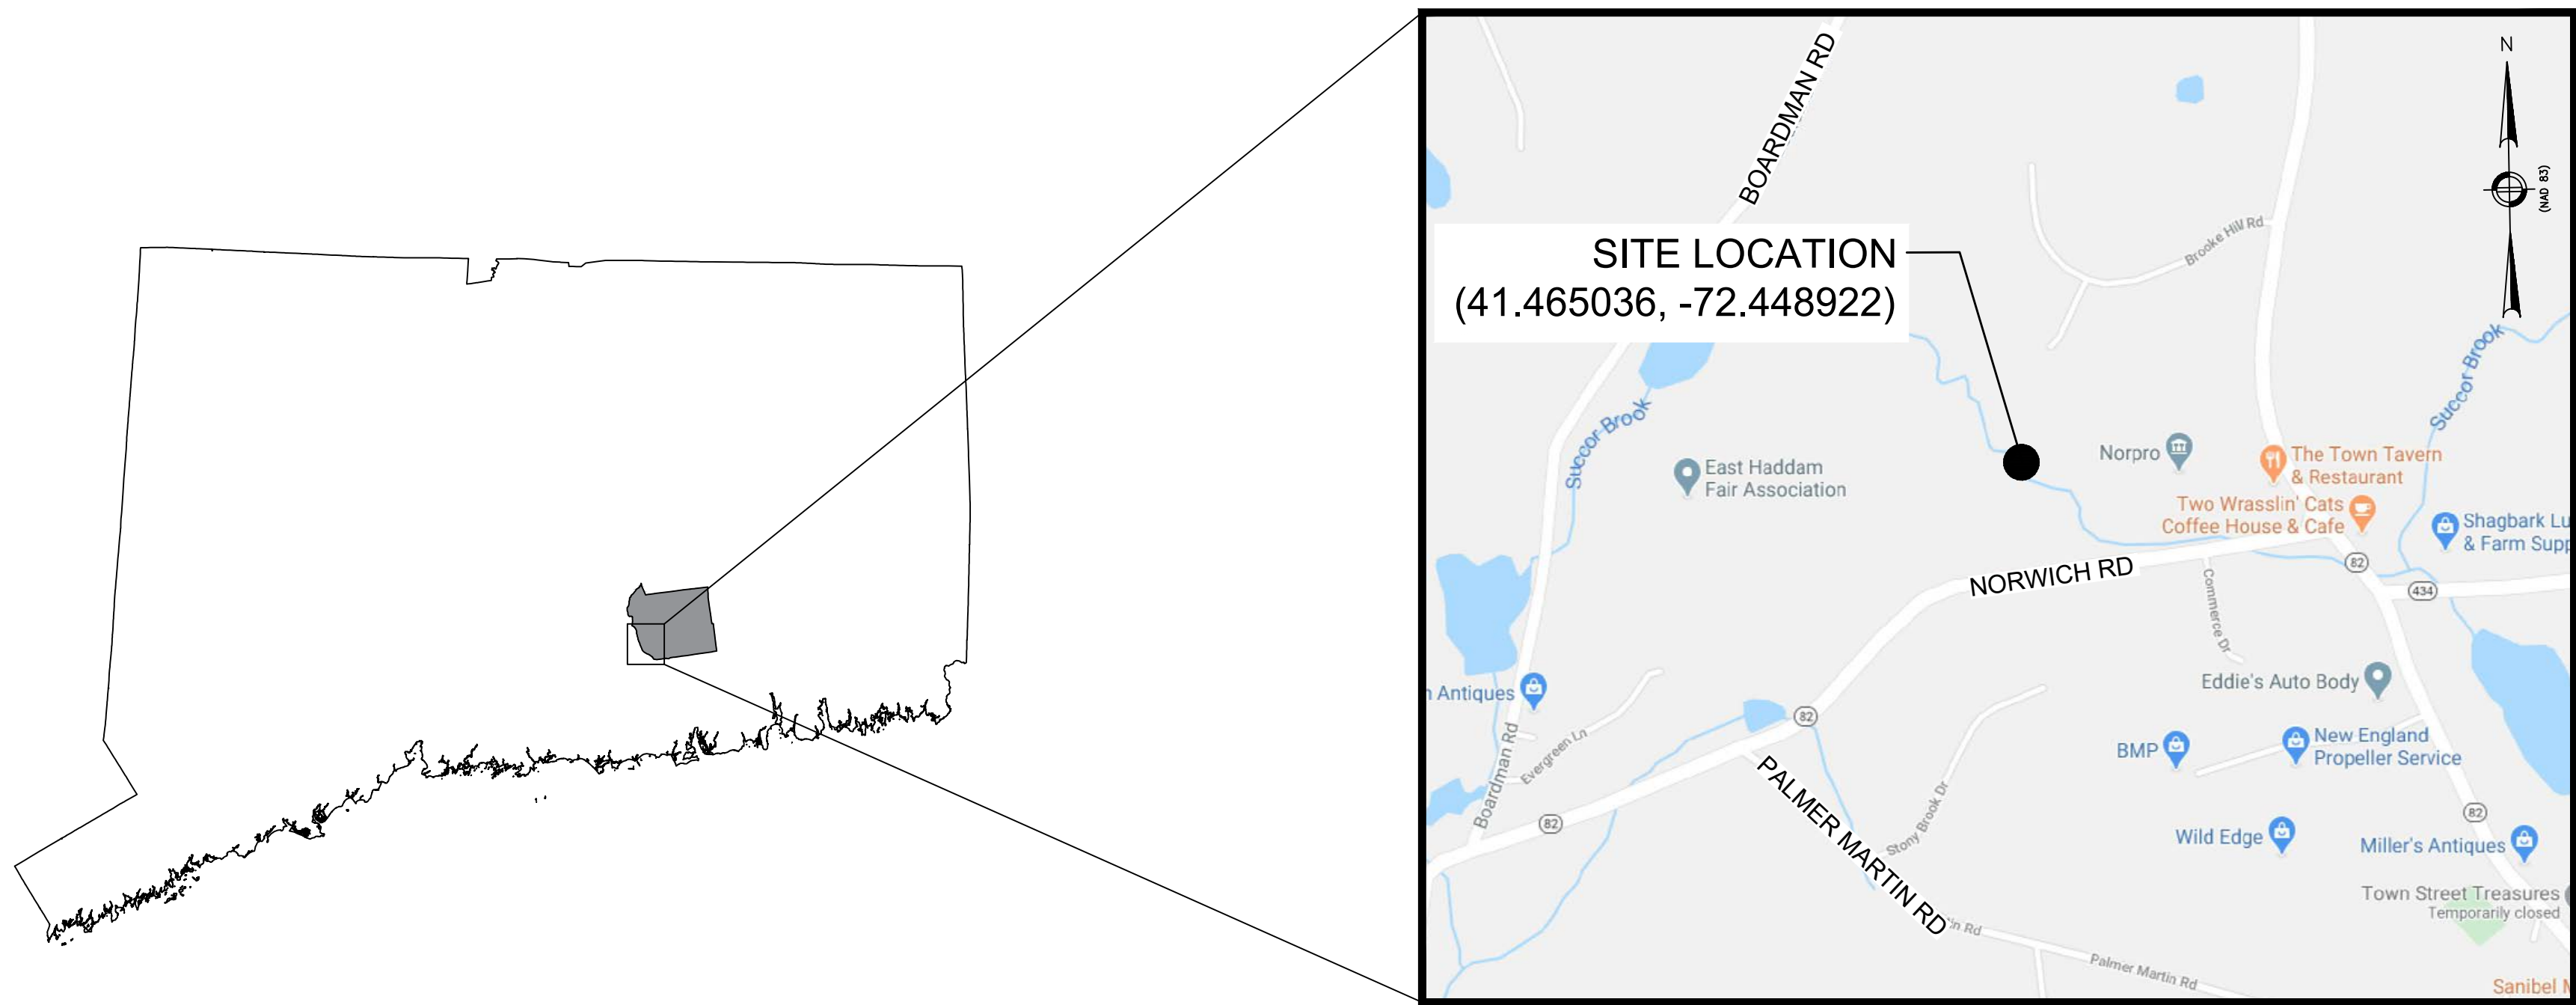 N
(NAD 83)
BOARDMAN RD
Brooke Hill Rd
SITE LOCATION
(41.465036, -72.448922)
Succor Brook
Succor Brook
East Haddam
Fair Association
Norpro
The Town Tavern
& Restaurant
Two Wrasslin' Cats
Coffee House & Cafe
Shagbark Lu
& Farm Supp
NORWICH RD
82
434
Commerce Dr
n Antiques
Eddie's Auto Body
82
Boardman Rd
Evergreen Ln
BMP
New England
Propeller Service
PALMER MARTIN RD
Stony Brook Dr
82
82
Wild Edge
Miller's Antiques
Town Street Treasures
Temporarily closed
in Rd
Palmer Martin Rd
Sanibel